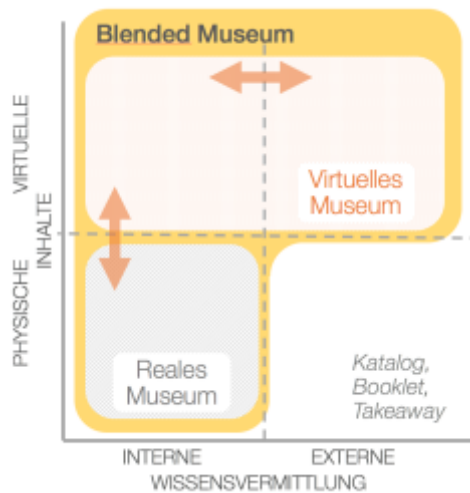 Blended Museum
Virtuelles
Museum
Reales
Museum
Katalog,
Booklet,
Takeaway
PHYSISCHE VIRTUELLE
INHALTE
INTERNE EXTERNE
WISSENSVERMITTLUNG